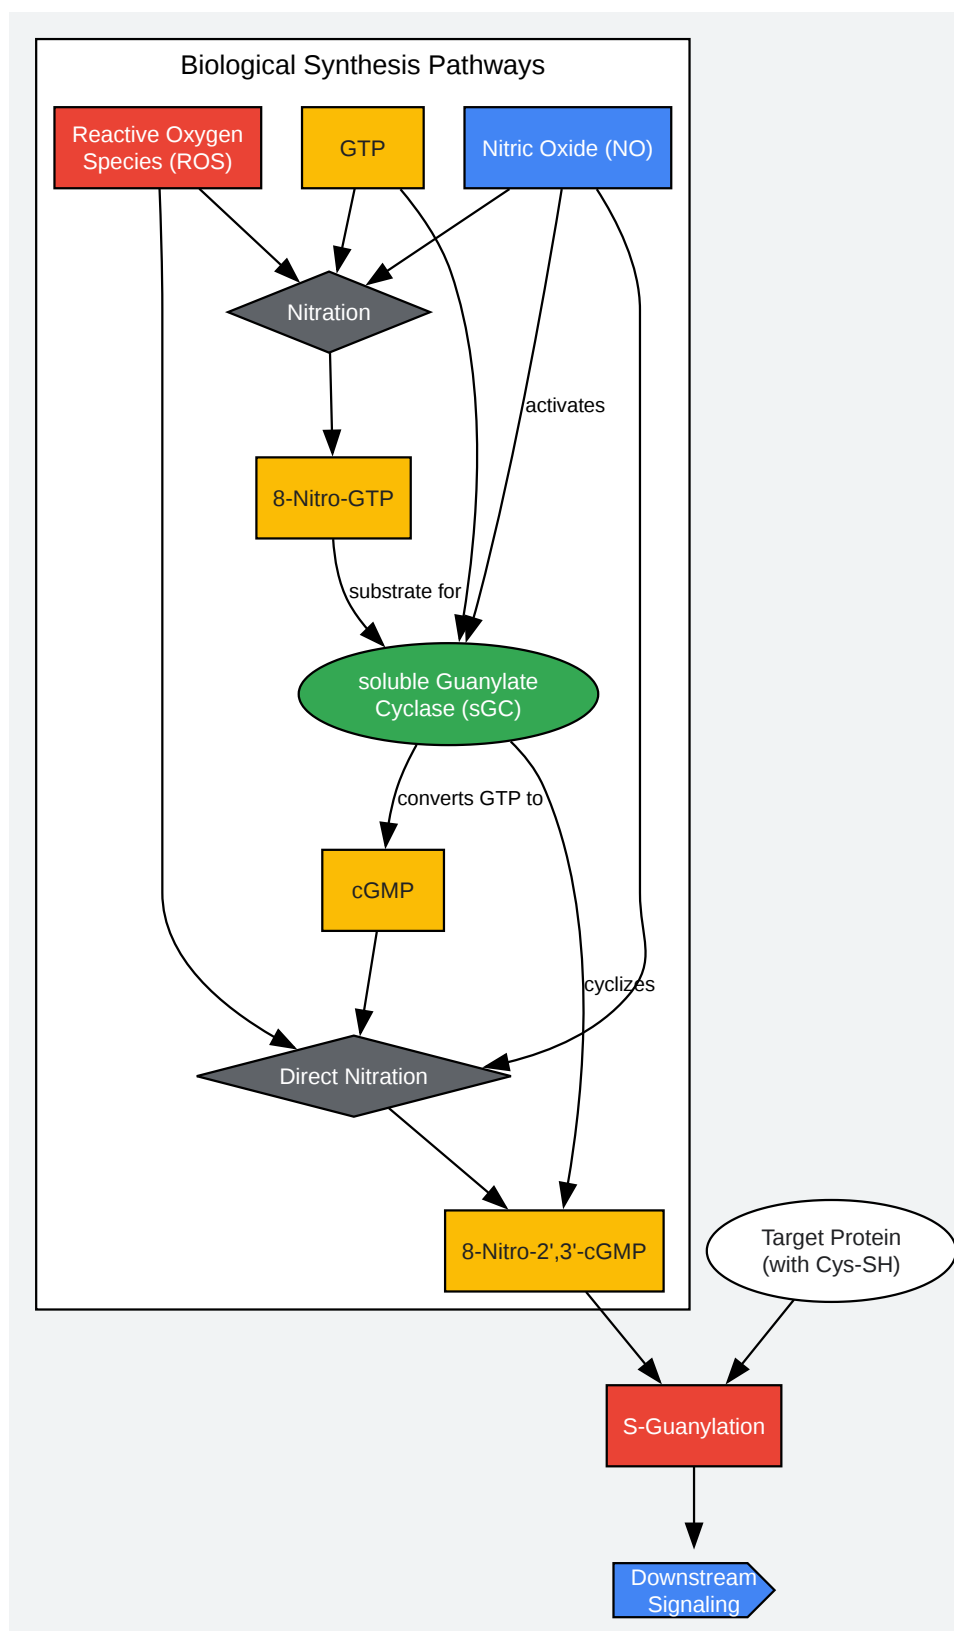 Biological Synthesis Pathways
Reactive Oxygen
Species (ROS)
GTP
Nitric Oxide (NO)
Nitration
activates
8-Nitro-GTP
substrate for
soluble Guanylate
Cyclase (sGC)
converts GTP to
cGMP
cyclizes
Direct Nitration
8-Nitro-2',3'-cGMP
Target Protein
(with Cys-SH)
S-Guanylation
Downstream
Signaling